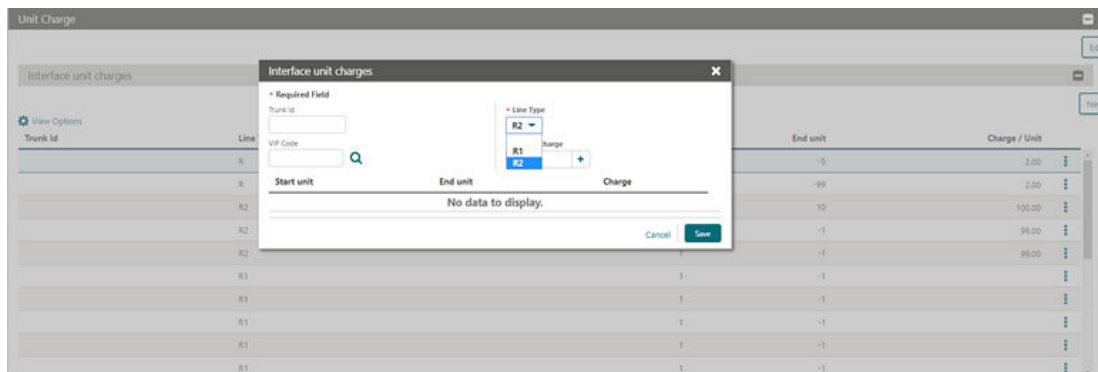 Unit Charge
Interface unit charges
View Options
Trunk Id Line End unit Charge / Unit
R -5 2.00
R -99 2.00
R2 10 100.00
R2 -1 99.00
R2 1 -1 99.00
R1 1 -1
R1 1 -1
R1 1 -1
R1 1 -1
R1 1 -1
Interface unit charges
* Required Field
Trunk Id
* Line Type
R2
R1
R2
VIP Code
harge
Start unit End unit Charge
No data to display.
Cancel Save